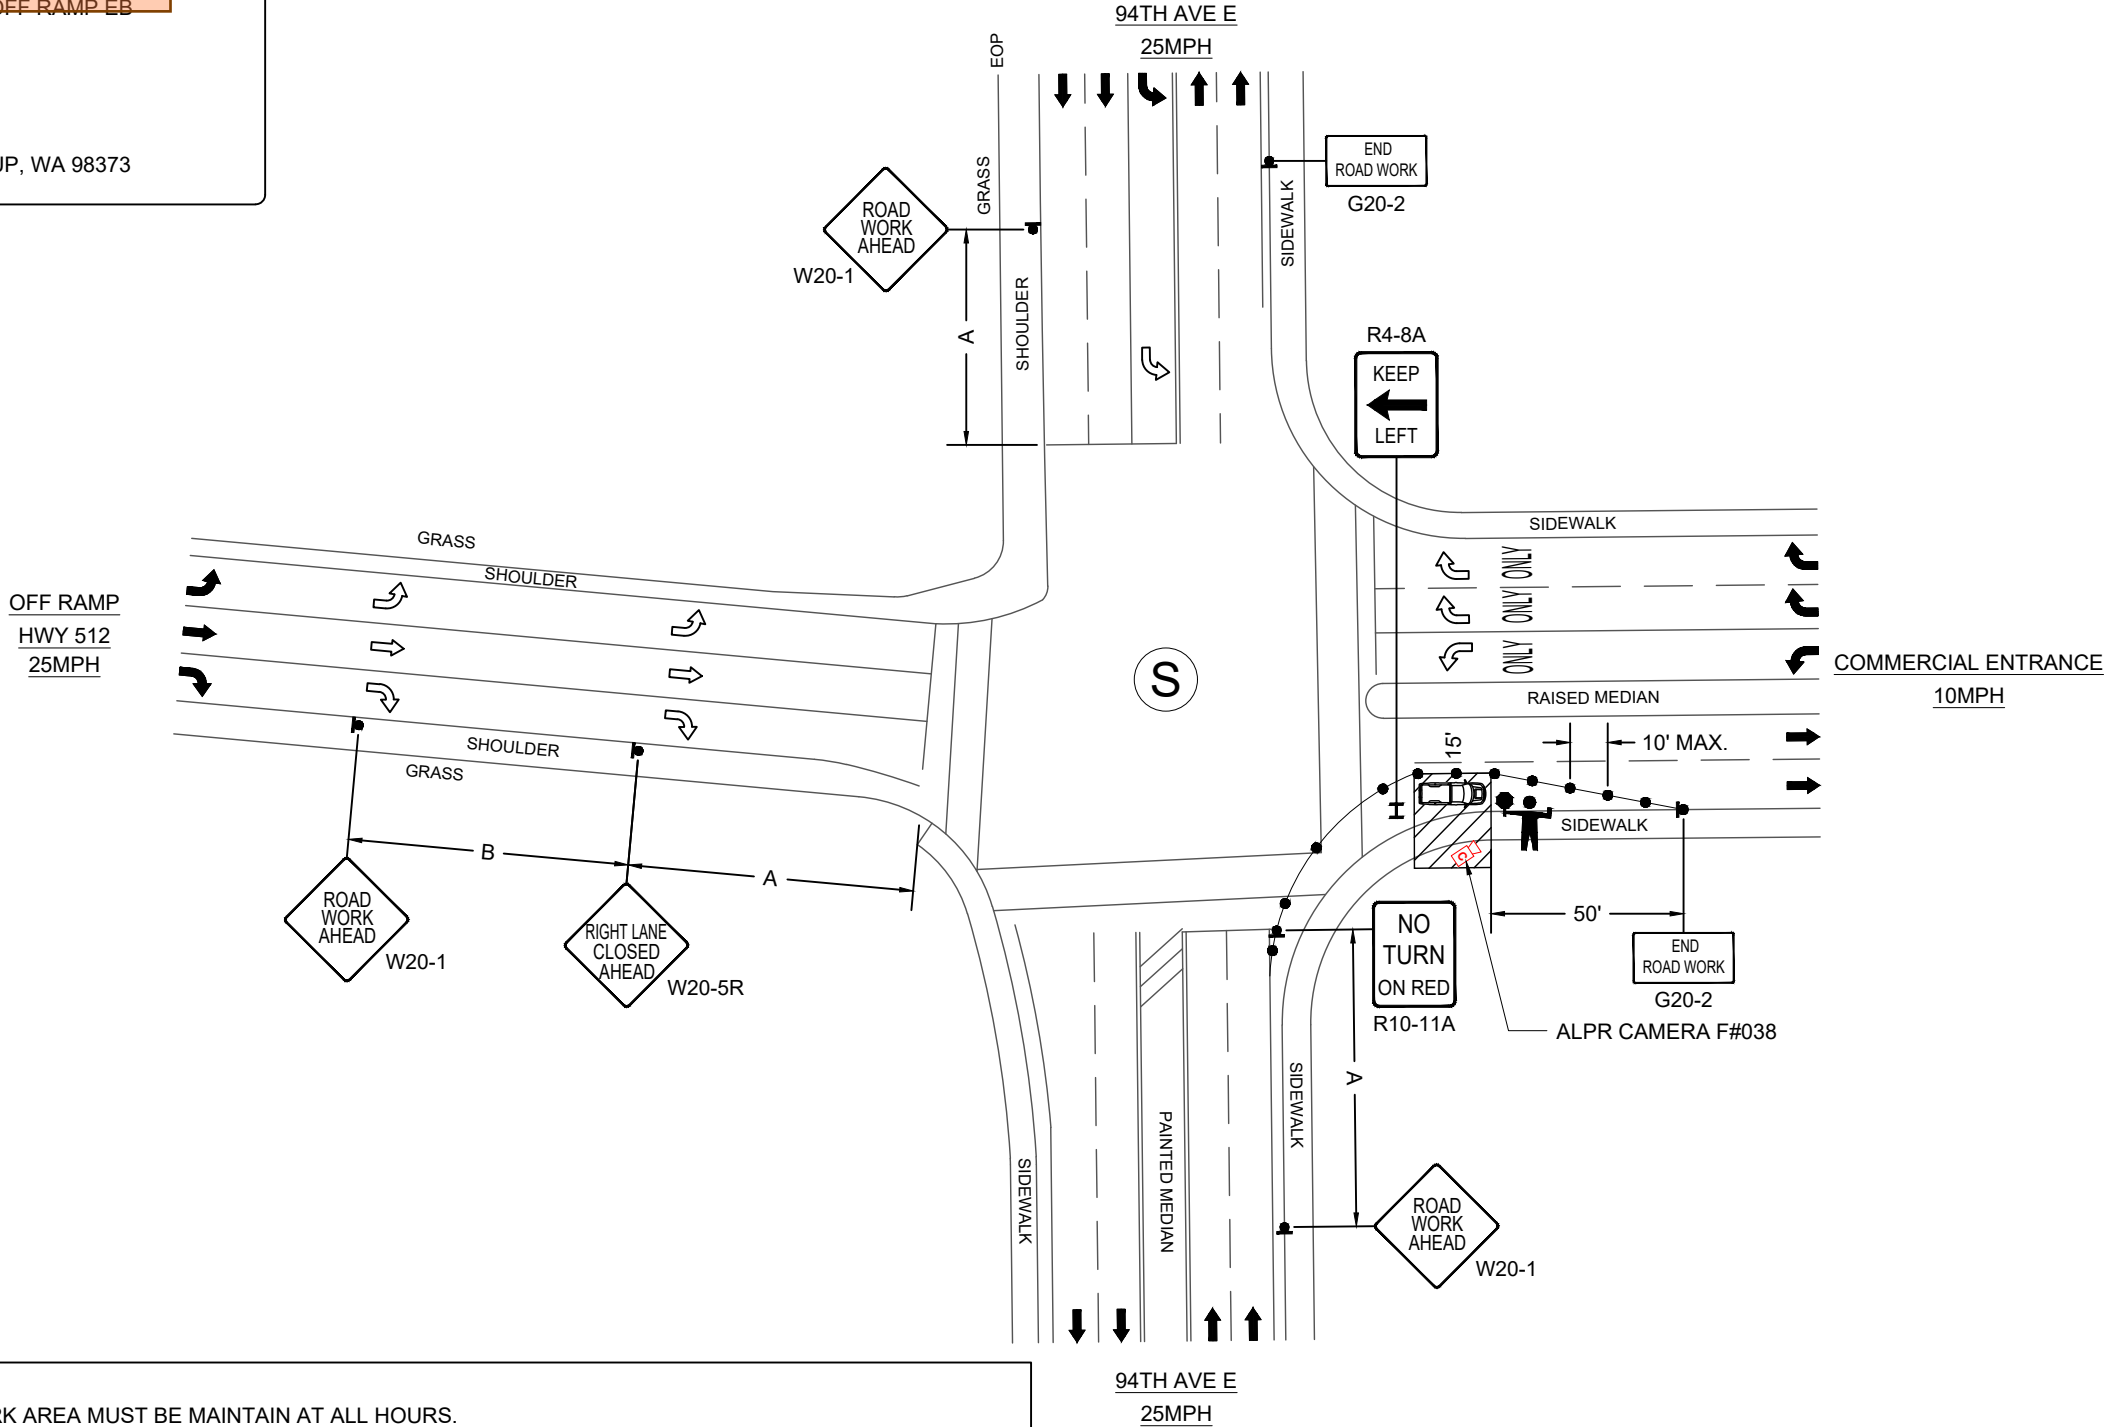 OFF RAMP EB
UP, WA 98373
94TH AVE E
25MPH
EOP
GRASS
SHOULDER
ROAD
WORK
AHEAD
W20-1
A
END
ROAD WORK
G20-2
SIDEWALK
R4-8A
KEEP
LEFT
SIDEWALK
ONLY
ONLY
ONLY
RAISED MEDIAN
COMMERCIAL ENTRANCE
10MPH
15'
10' MAX.
SIDEWALK
50'
END
ROAD WORK
G20-2
C
ALPR CAMERA F#038
S
OFF RAMP
HWY 512
25MPH
GRASS
SHOULDER
SHOULDER
GRASS
B
A
ROAD
WORK
AHEAD
W20-1
RIGHT LANE
CLOSED
AHEAD
W20-5R
NO
TURN
ON RED
R10-11A
A
SIDEWALK
PAINTED MEDIAN
SIDEWALK
ROAD
WORK
AHEAD
W20-1
94TH AVE E
25MPH
RK AREA MUST BE MAINTAIN AT ALL HOURS.